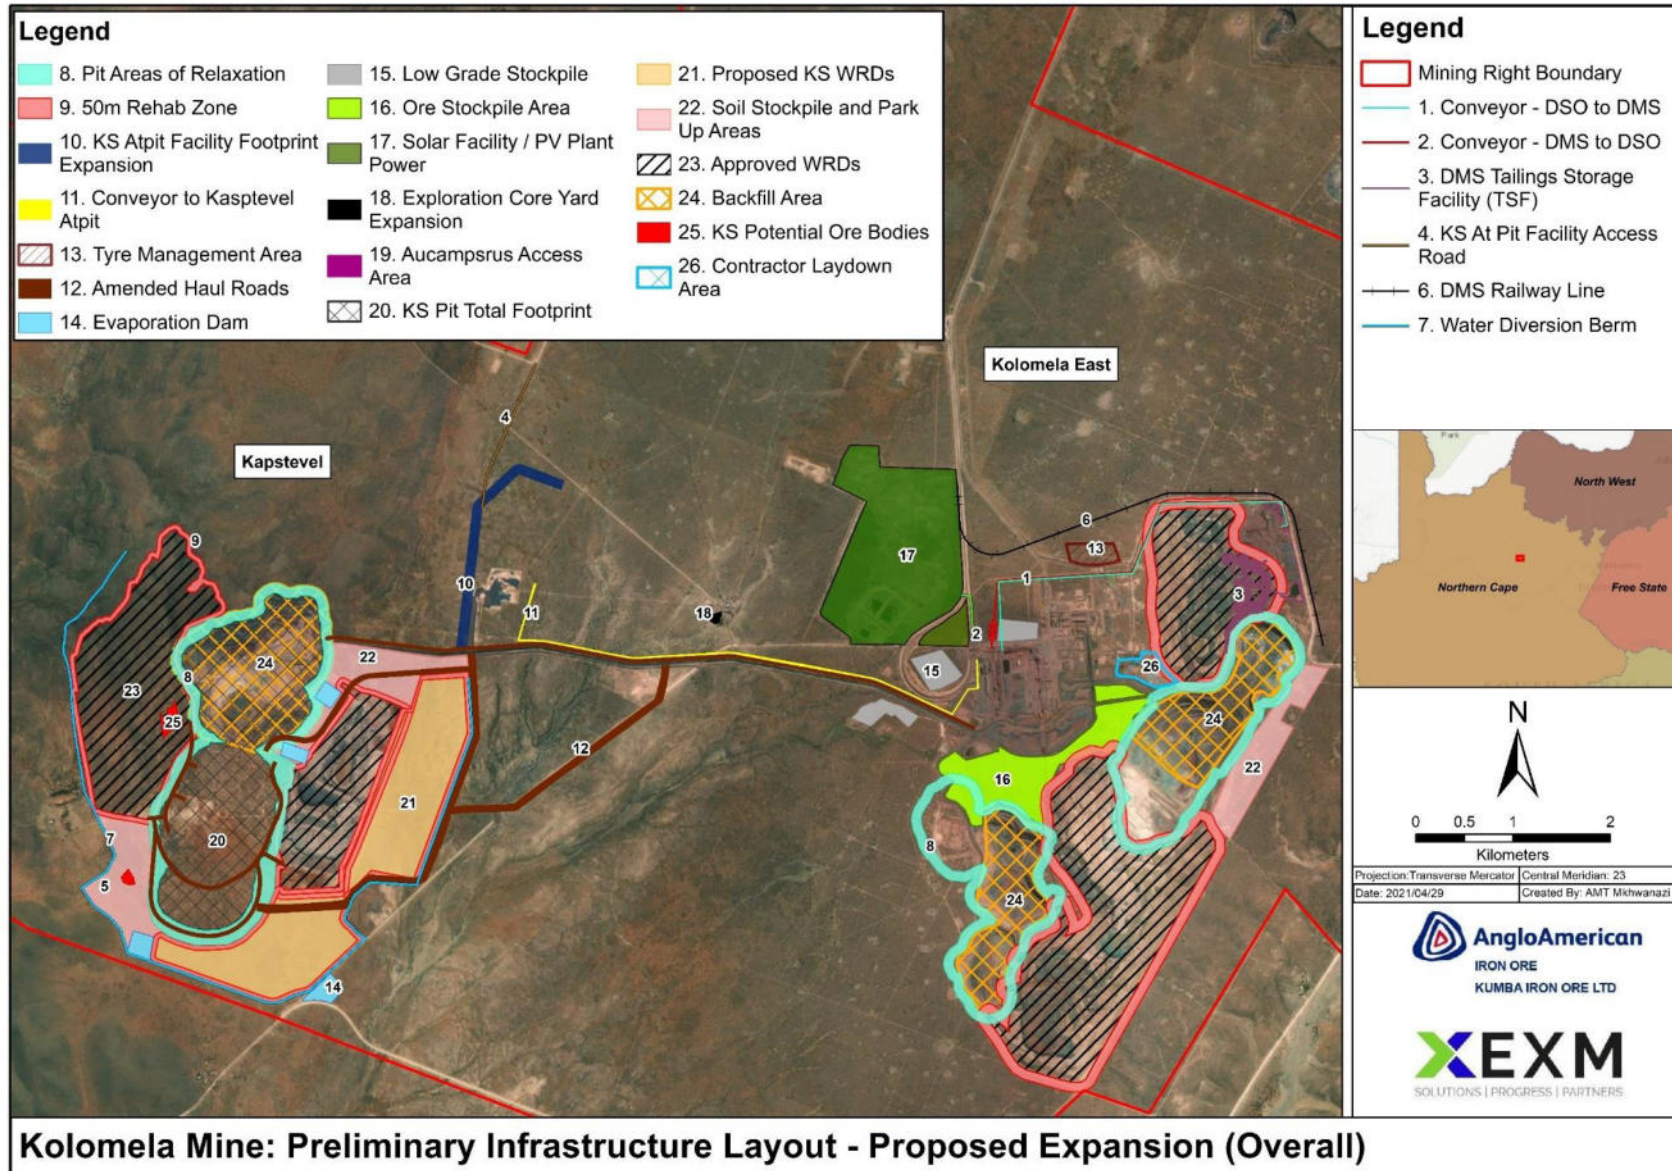 Legend
8. Pit Areas of Relaxation
9. 50m Rehab Zone
10. KS Atpit Facility Footprint
Expansion
11. Conveyor to Kasptevel
Atpit
13. Tyre Management Area
12. Amended Haul Roads
14. Evaporation Dam
15. Low Grade Stockpile
16. Ore Stockpile Area
17. Solar Facility / PV Plant
Power
18. Exploration Core Yard
Expansion
19. Aucampsrus Access
Area
20. KS Pit Total Footprint
21. Proposed KS WRDs
22. Soil Stockpile and Park
Up Areas
23. Approved WRDs
24. Backfill Area
25. KS Potential Ore Bodies
26. Contractor Laydown
Area
Kolomela East
Kapstevel
4
9
10
11
18
17
6
13
1
3
2
15
26
24
22
8
24
22
23
25
12
21
16
20
7
5
8
24
14
Legend
Mining Right Boundary
1. Conveyor - DSO to DMS
2. Conveyor - DMS to DSO
3. DMS Tailings Storage
Facility (TSF)
4. KS At Pit Facility Access
Road
6. DMS Railway Line
7. Water Diversion Berm
Park
North West
Northern Cape
Free State
N
0 0.5 1 2
Kilometers
Projection:Transverse Mercator Central Meridian: 23
Date: 2021/04/29 Created By: AMT Mkhwanazi
AngloAmerican
IRON ORE
KUMBA IRON ORE LTD
EXM
SOLUTIONS | PROGRESS | PARTNERS
Kolomela Mine: Preliminary Infrastructure Layout - Proposed Expansion (Overall)